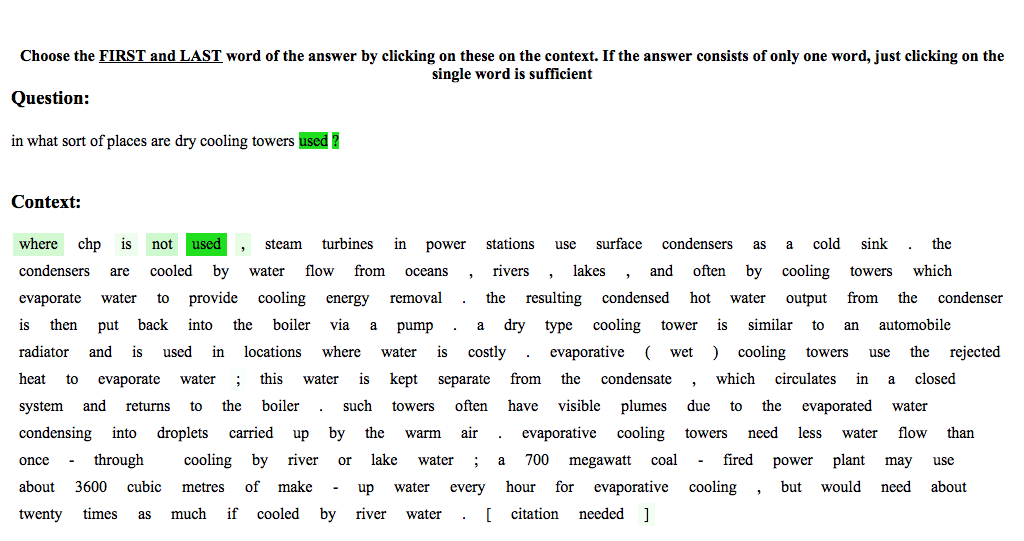 Choose the FIRST and LAST word of the answer by clicking on these on the context. If the answer consists of only one word, just clicking on the
single word is sufficient
Question:
in what sort of places are dry cooling towers used ?
Context:
where chp is not used , steam turbines in power stations use surface condensers as a cold sink . the
condensers are cooled by water flow from oceans , rivers , lakes , and often by cooling towers which
evaporate water to provide cooling energy removal . the resulting condensed hot water output from the condenser
is then put back into the boiler via a pump . a dry type cooling tower is similar to an automobile
radiator and is used in locations where water is costly . evaporative ( wet ) cooling towers use the rejected
heat to evaporate water ; this water is kept separate from the condensate , which circulates in a closed
system and returns to the boiler . such towers often have visible plumes due to the evaporated water
condensing into droplets carried up by the warm air . evaporative cooling towers need less water flow than
once - through cooling by river or lake water ; a 700 megawatt coal - fired power plant may use
about 3600 cubic metres of make - up water every hour for evaporative cooling , but would need about
twenty times as much if cooled by river water . [ citation needed ]